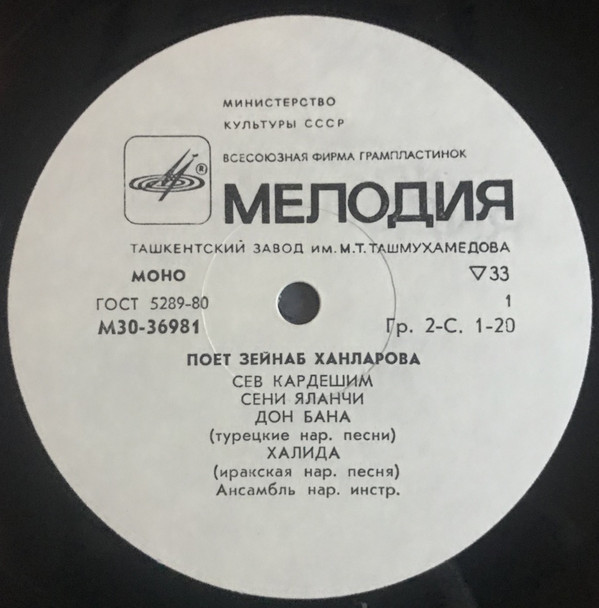 МИНИСТЕРСТВО
КУЛЬТУРЫ СССР
ВСЕСОЮЗНАЯ ФИРМА ГРАМПЛАСТИНОК
®
МЕЛОДИЯ
ТАШКЕНТСКИЙ ЗАВОД ИМ. М.Т. ТАШМУХАМЕДОВА
МОНО ▽33
ГОСТ 5289-80 1
М30-36981 Гр. 2-С. 1-20
ПОЕТ ЗЕЙНАБ ХАНЛАРОВА
СЕВ КАРДЕШИМ
СЕНИ ЯЛАНЧИ
ДОН БАНА
(турецкие нар. песни)
ХАЛИДА
(иракская нар. песня)
Ансамбль нар. инстр.